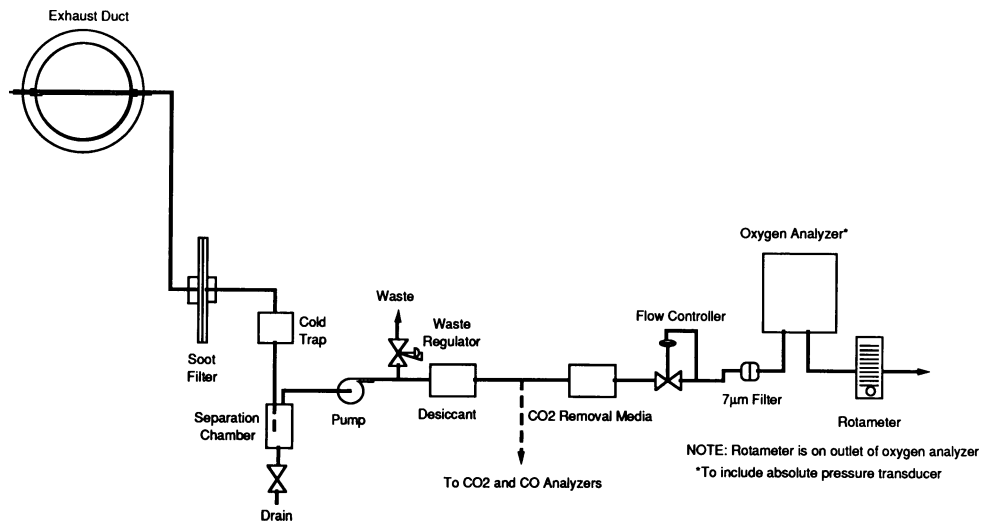 Exhaust Duct
Oxygen Analyzer*
Waste
Waste
Regulator
Flow Controller
Cold
Trap
Soot
Filter
Separation
Chamber
Pump
Desiccant
CO2 Removal Media
7µm Filter
Rotameter
NOTE: Rotameter is on outlet of oxygen analyzer
*To include absolute pressure transducer
To CO2 and CO Analyzers
Drain